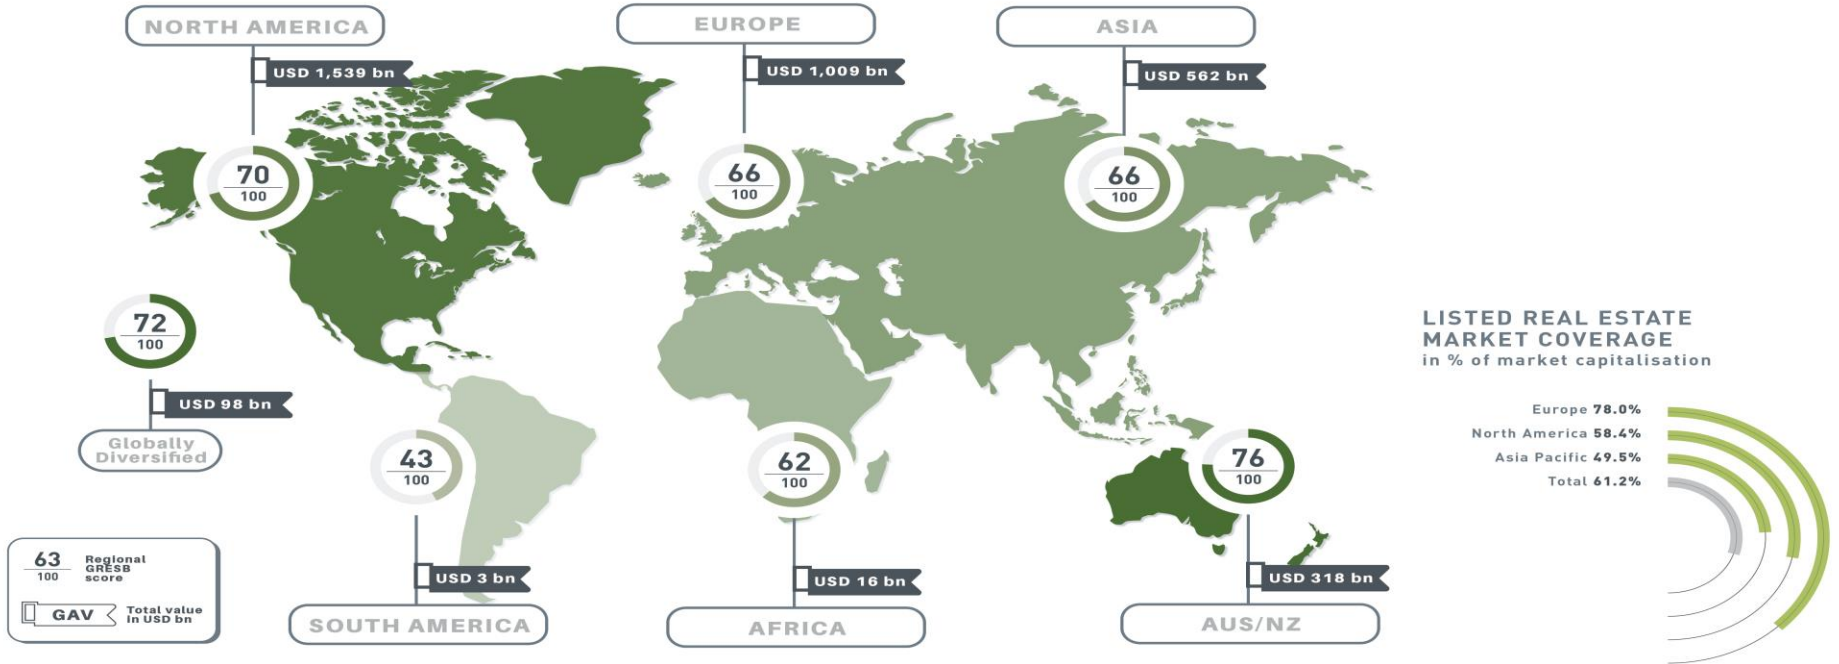 NORTH AMERICA
USD 1,539 bn
70
100
EUROPE
USD 1,009 bn
66
100
ASIA
USD 562 bn
66
100
72
100
USD 98 bn
Globally
Diversified
43
100
USD 3 bn
SOUTH AMERICA
62
100
USD 16 bn
AFRICA
76
100
USD 318 bn
AUS/NZ
63
100
Regional
GRESB
score
GAV
Total value
In USD bn
LISTED REAL ESTATE
MARKET COVERAGE
in % of market capitalisation
Europe 78.0%
North America 58.4%
Asia Pacific 49.5%
Total 61.2%